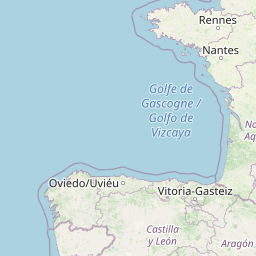 Rennes
Nantes
Golfe de
Gascogne /
Golfo de
Vizcaya
Oviedo/Uviéu
Vitoria-Gasteiz
Castilla
y León
Aragón